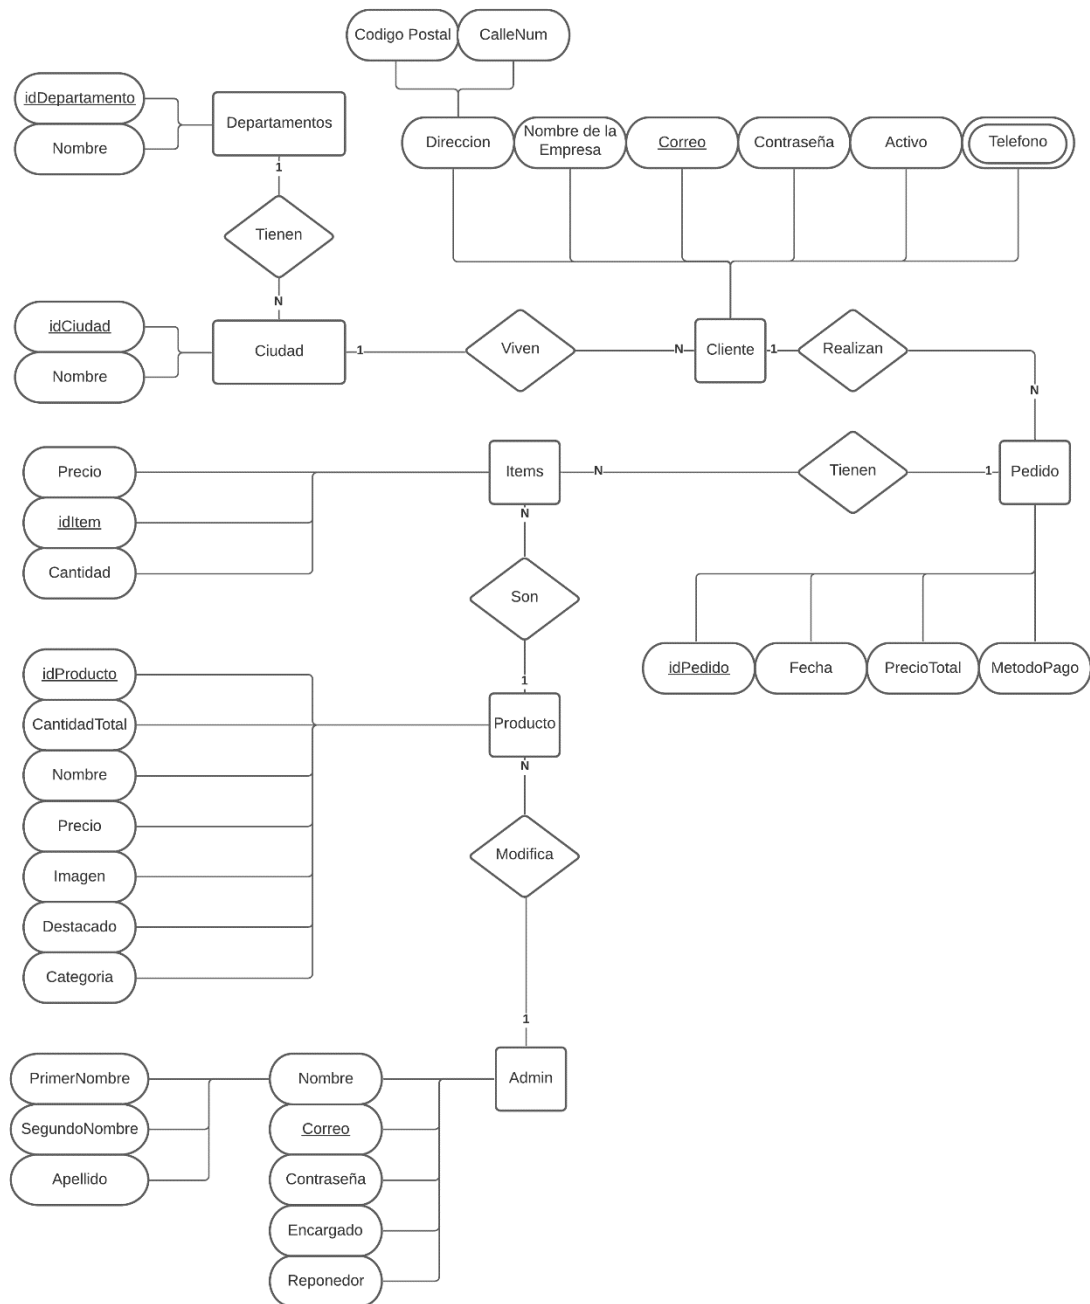 Codigo Postal
CalleNum
idDepartamento
Nombre
Departamentos
Direccion
Nombre de la
Empresa
Correo
Contraseña
Activo
Telefono
1
Tienen
N
idCiudad
Nombre
Ciudad
1
Viven
N
Cliente
1
Realizan
N
Precio
idItem
Cantidad
Items
N
Tienen
1
Pedido
N
Son
1
idPedido
Fecha
PrecioTotal
MetodoPago
idProducto
CantidadTotal
Nombre
Precio
Imagen
Destacado
Categoria
Producto
N
Modifica
1
Admin
PrimerNombre
SegundoNombre
Apellido
Nombre
Correo
Contraseña
Encargado
Reponedor